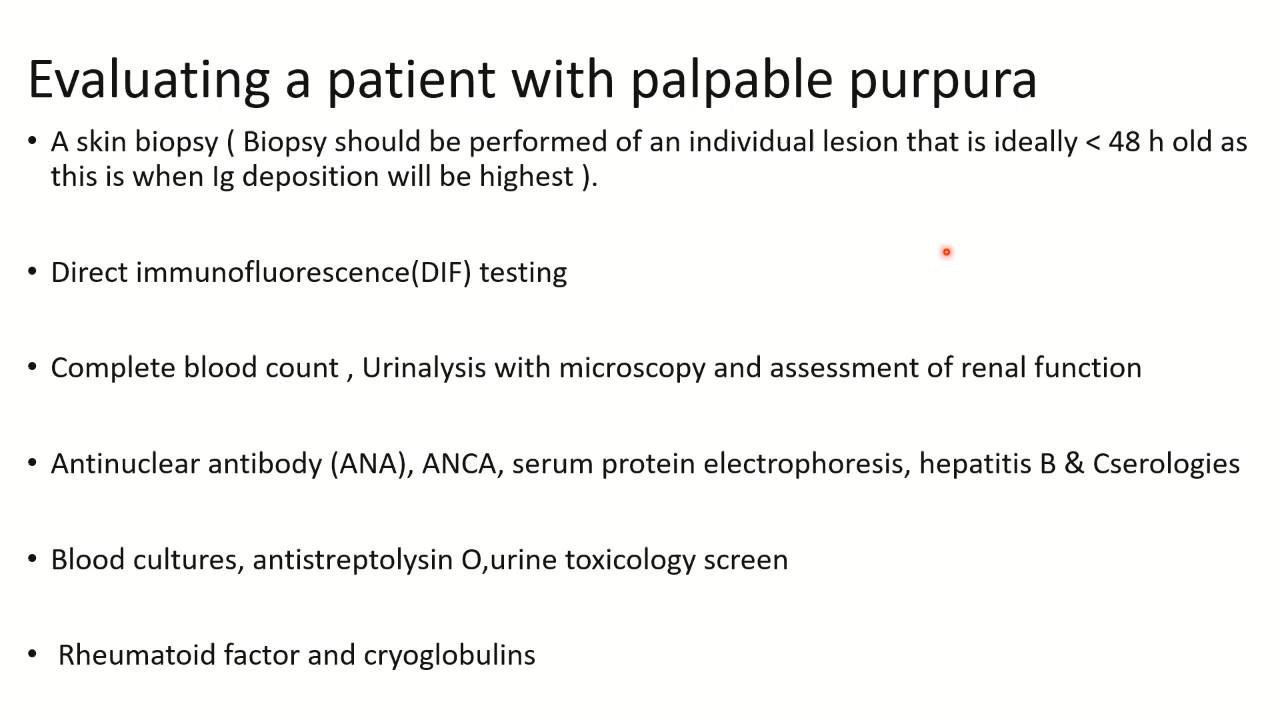 Evaluating a patient with palpable purpura
• A skin biopsy ( Biopsy should be performed of an individual lesion that is ideally < 48 h old as
this is when Ig deposition will be highest ).
• Direct immunofluorescence(DIF) testing
• Complete blood count , Urinalysis with microscopy and assessment of renal function
• Antinuclear antibody (ANA), ANCA, serum protein electrophoresis, hepatitis B & Cserologies
• Blood cultures, antistreptolysin O,urine toxicology screen
• Rheumatoid factor and cryoglobulins